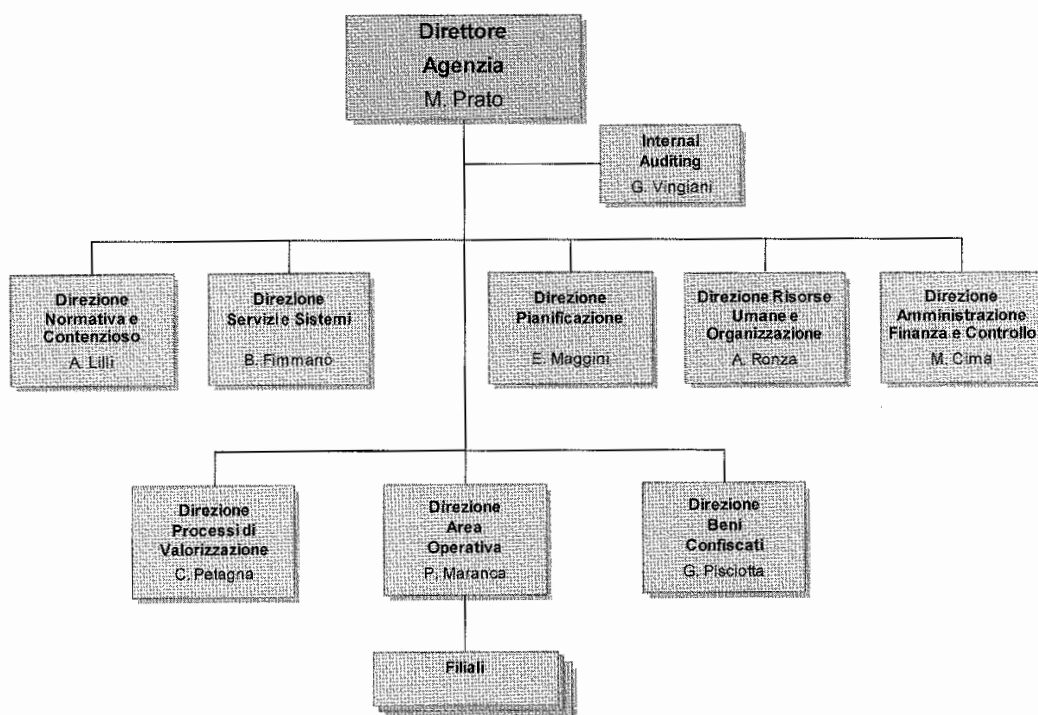 Direttore
Agenzia
M. Prato
Internal
Auditing
G. Vingiani
Direzione
Normativa e
Contenzioso
A. Lilli
Direzione
Servizi e Sistemi
B. Fimmanò
Direzione
Pianificazione
E. Maggini
Direzione Risorse
Umane e
Organizzazione
A. Ronza
Direzione
Amministrazione
Finanza e Controllo
M. Cima
Direzione
Processi di
Valorizzazione
C. Petagna
Direzione
Area
Operativa
P. Maranca
Direzione
Beni
Confiscati
G. Pisciotta
Filiali